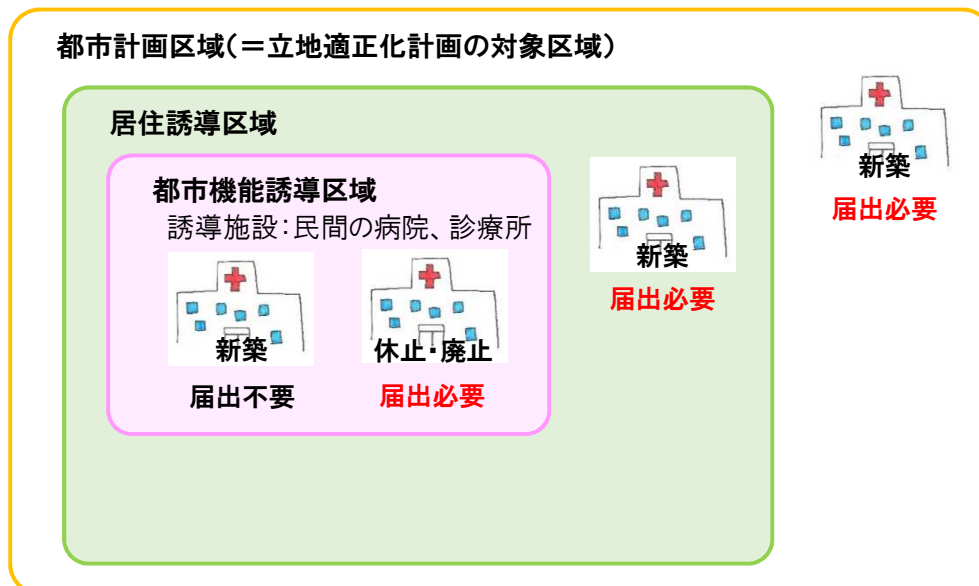 都市計画区域(＝立地適正化計画の対象区域)
居住誘導区域
都市機能誘導区域
誘導施設：民間の病院、診療所
新築
届出不要
休止・廃止
届出必要
新築
届出必要
新築
届出必要